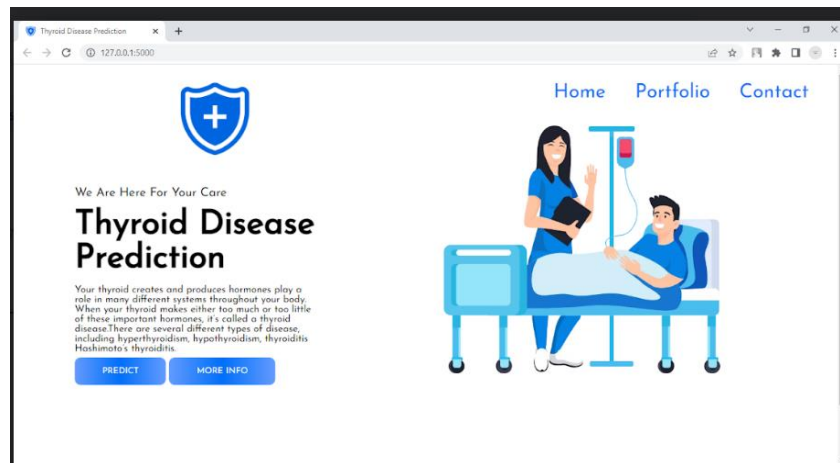 Thyroid Disease Prediction
127.0.0.1:5000
Home Portfolio Contact
We Are Here For Your Care
Thyroid Disease
Prediction
Your thyroid creates and produces hormones play a
role in many different systems throughout your body.
When your thyroid makes either too much or too little
of these important hormones, it's called a thyroid
disease.There are several different types of disease,
including hyperthyroidism, hypothyroidism, thyroiditis
Hashimoto's thyroiditis.
PREDICT MORE INFO